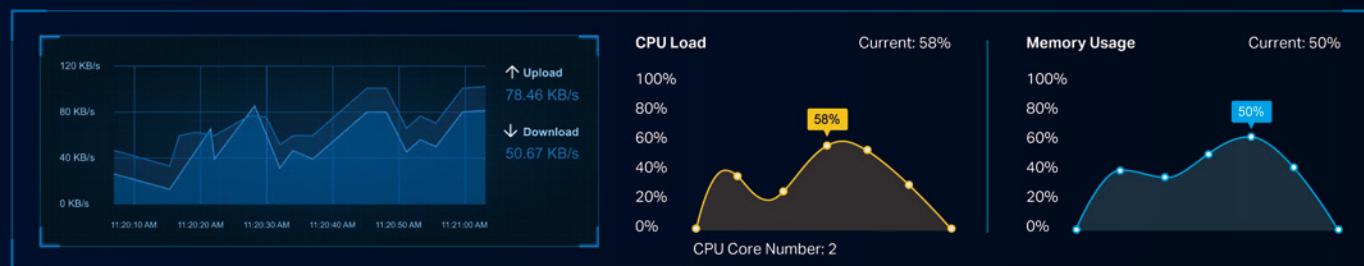 120 KB/s
80 KB/s
40 KB/s
0 KB/s
11:20:10 AM 11:20:20 AM 11:20:30 AM 11:20:40 AM 11:20:50 AM 11:21:00 AM
↑ Upload
78.46 KB/s
↓ Download
50.67 KB/s
CPU Load Current: 58%
100%
80%
60%
40%
20%
0%
58%
CPU Core Number: 2
Memory Usage Current: 50%
100%
80%
60%
40%
20%
0%
50%